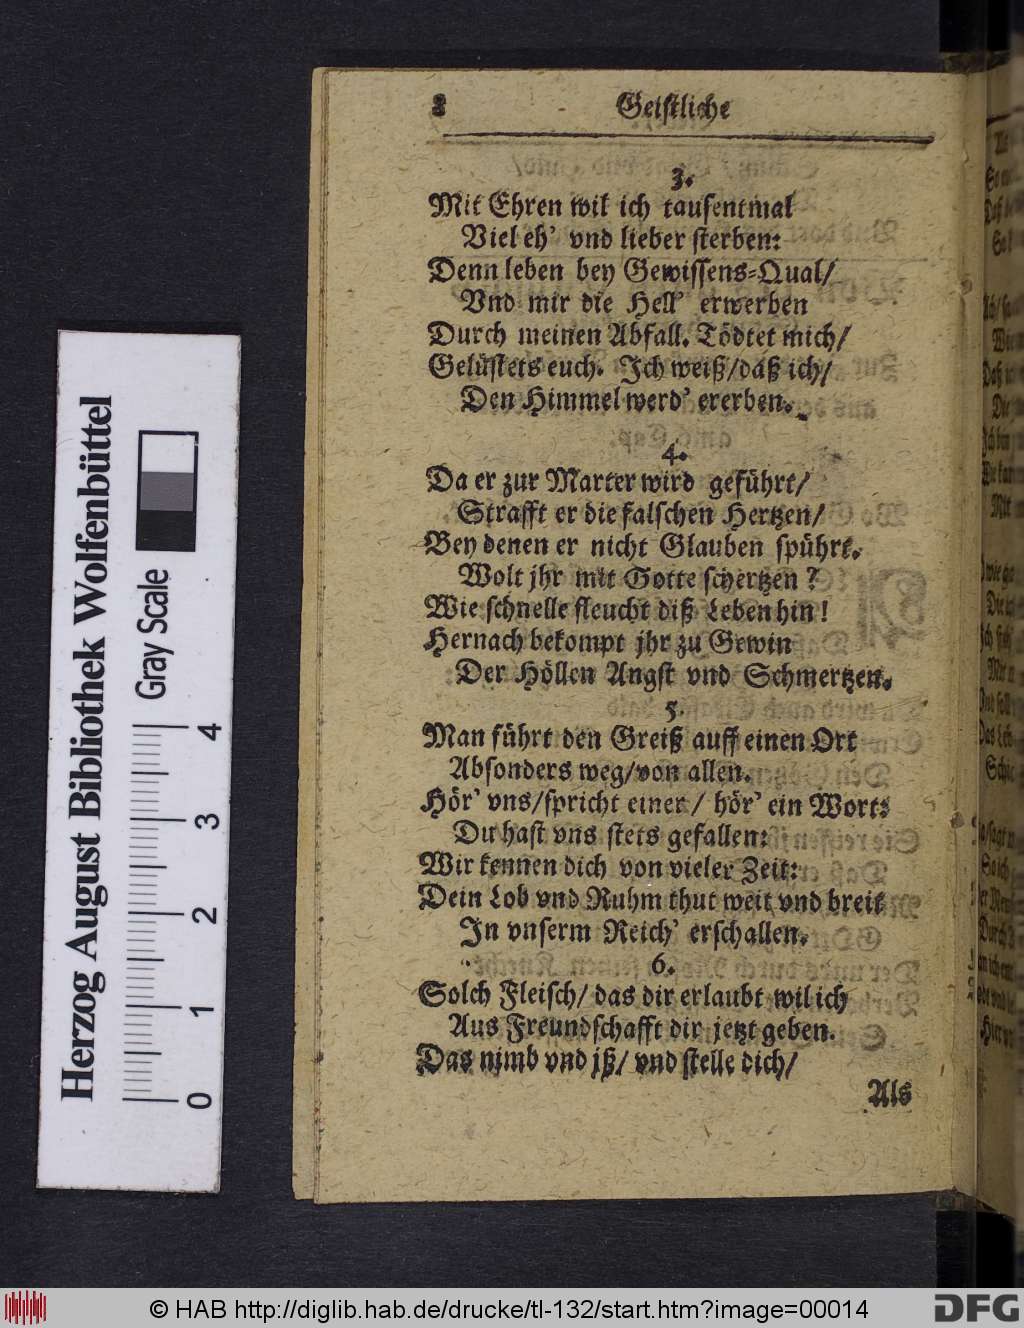 8 Geistliche
3.
Mit Ehren wil ich tausentmal
Viel eh' vnd lieber sterben:
Denn leben bey Gewissens-Qual/
Vnd mir die Hell' erwerben
Durch meinen Abfall. Tödtet mich/
Gelüstets euch. Ich weiß/daß ich/
Den Himmel werd' ererben.
4.
Da er zur Marter wird geführt/
Strafft er die falschen Hertzen/
Bey denen er nicht Glauben spührt.
Wolt jhr mit Gotte schertzen?
Wie schnelle fleucht diß Leben hin!
Hernach bekompt jhr zu Gewin
Der Höllen Angst vnd Schmertzen.
5.
Man führt den Greiß auff einen Ort
Absonders weg/von allen.
Hör' vns/spricht einer/ hör' ein Wort:
Du hast vns stets gefallen:
Wir kennen dich von vieler Zeit:
Dein Lob vnd Ruhm thut weit vnd breit
In vnserm Reich' erschallen.
6.
Solch Fleisch/ das dir erlaubt wil ich
Aus Freundschafft dir jetzt geben.
Das nimb vnd jß/ vnd stelle dich/
Als
Herzog August Bibliothek Wolfenbüttel
Gray Scale
0 1 2 3 4
© HAB http://diglib.hab.de/drucke/tl-132/start.htm?image=00014
DFG